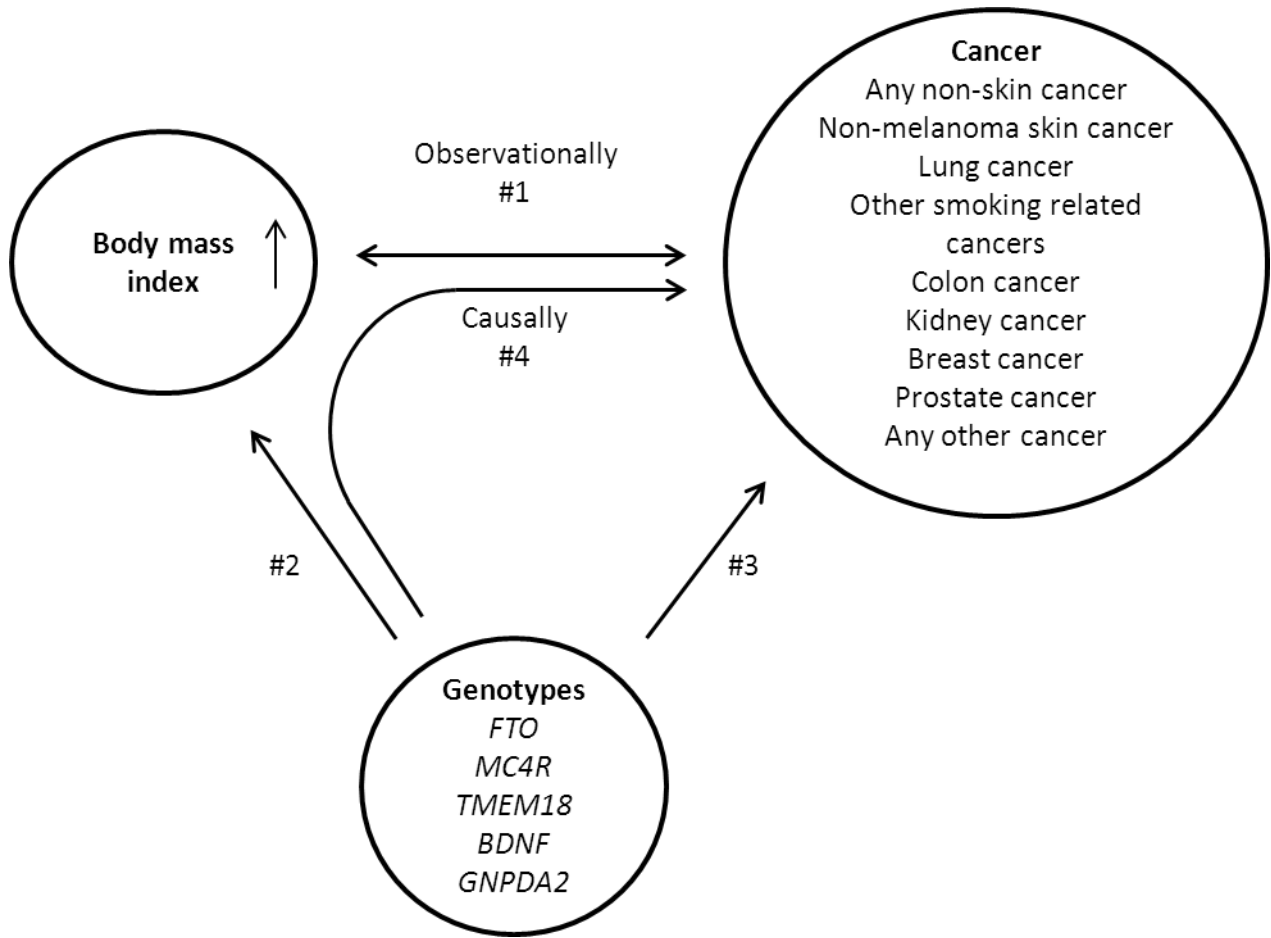 Cancer
Any non-skin cancer
Non-melanoma skin cancer
Lung cancer
Other smoking related
cancers
Colon cancer
Kidney cancer
Breast cancer
Prostate cancer
Any other cancer
Observationally
#1
Body mass
index
Causally
#4
#2
#3
Genotypes
FTO
MC4R
TMEM18
BDNF
GNPDA2